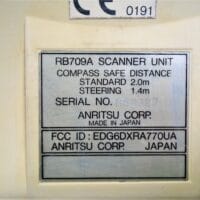 CE 0191
RB709A SCANNER UNIT
COMPASS SAFE DISTANCE
STANDARD 2.0m
STEERING 1.4m
SERIAL NO.
ANRITSU CORP.
MADE IN JAPAN
FCC ID : EDG6DXRA770UA
ANRITSU CORP. JAPAN